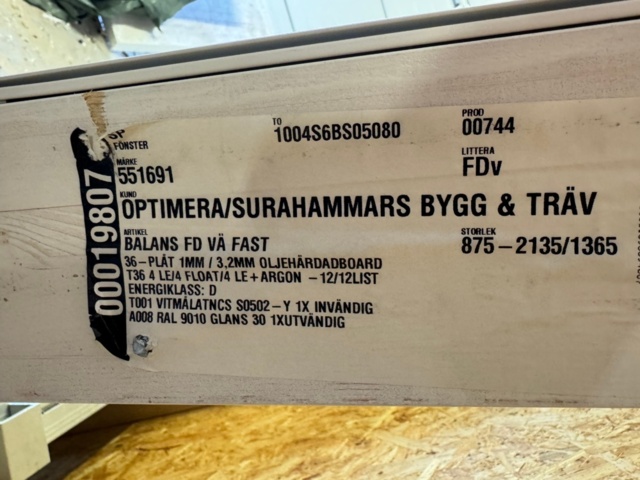 SP
FÖNSTER
TO
1004S6BS05080
PROD
00744
LITTERA
FDv
MÄRKE
551691
KUND
OPTIMERA/SURAHAMMARS BYGG & TRÄV
ARTIKEL
BALANS FD VÄ FAST
STORLEK
875-2135/1365
36-PLÅT 1MM / 3,2MM OLJEHÄRDADBOARD
T36 4 LE/4 FLOAT/4 LE+ARGON -12/12LIST
ENERGIKLASS: D
T001 VITMÅLATNCS S0502-Y 1X INVÄNDIG
A008 RAL 9010 GLANS 30 1XUTVÄNDIG
00019807